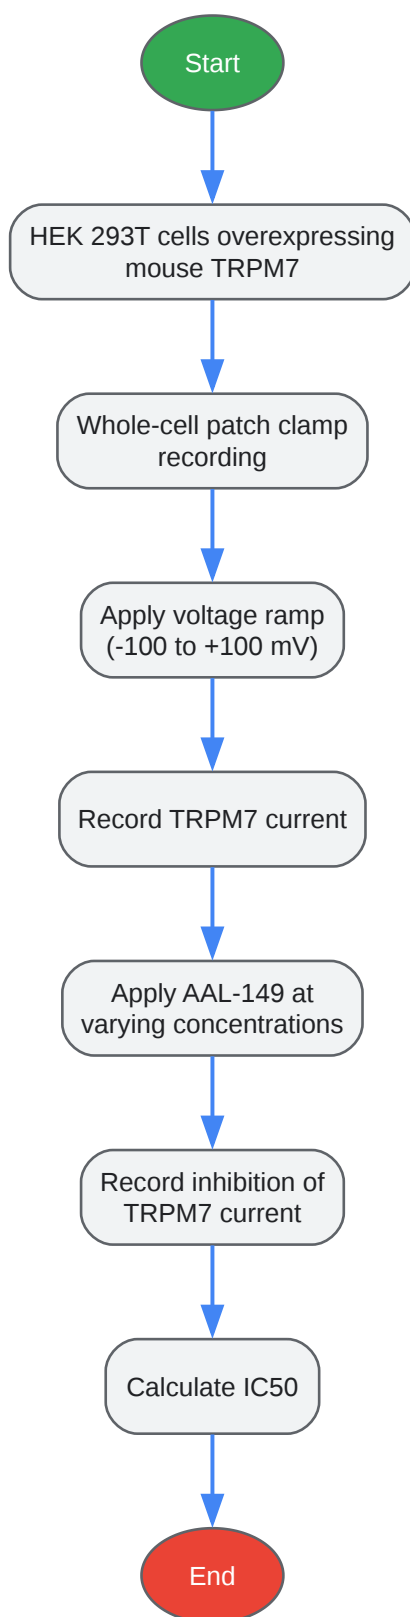 Start
HEK 293T cells overexpressing
mouse TRPM7
Whole-cell patch clamp
recording
Apply voltage ramp
(-100 to +100 mV)
Record TRPM7 current
Apply AAL-149 at
varying concentrations
Record inhibition of
TRPM7 current
Calculate IC50
End